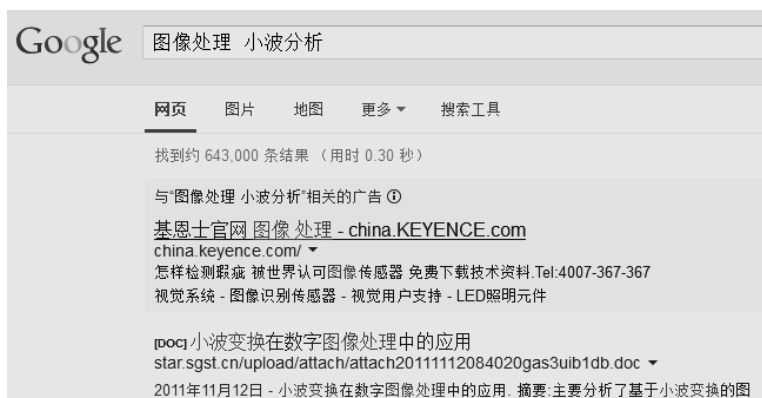 Google 图像处理 小波分析
网页 图片 地图 更多 搜索工具
找到约 643,000 条结果 （用时 0.30 秒）
与“图像处理 小波分析”相关的广告
基恩士官网 图像 处理 - china.KEYENCE.com
china.keyence.com/
怎样检测瑕疵 被世界认可图像传感器 免费下载技术资料.Tel:4007-367-367
视觉系统 - 图像识别传感器 - 视觉用户支持 - LED照明元件
[DOC] 小波变换在数字图像处理中的应用
star.sgst.cn/upload/attach/attach20111112084020gas3uib1db.doc
2011年11月12日 - 小波变换在数字图像处理中的应用. 摘要:主要分析了基于小波变换的图